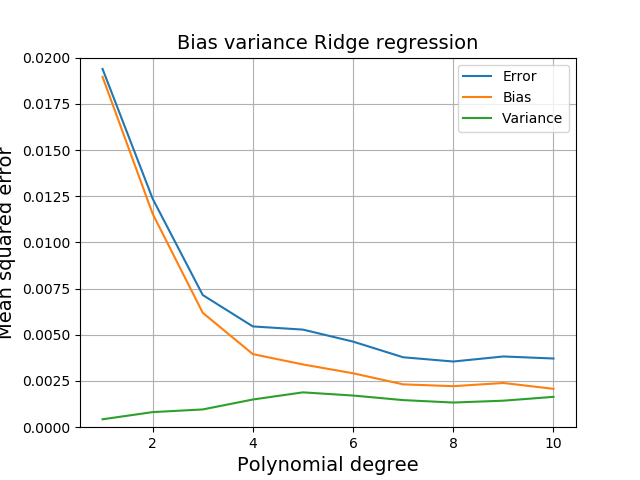 Bias variance Ridge regression
Error
Bias
Variance
0.0200
0.0175
0.0150
0.0125
0.0100
0.0075
0.0050
0.0025
0.0000
Mean squared error
2
4
6
8
10
Polynomial degree